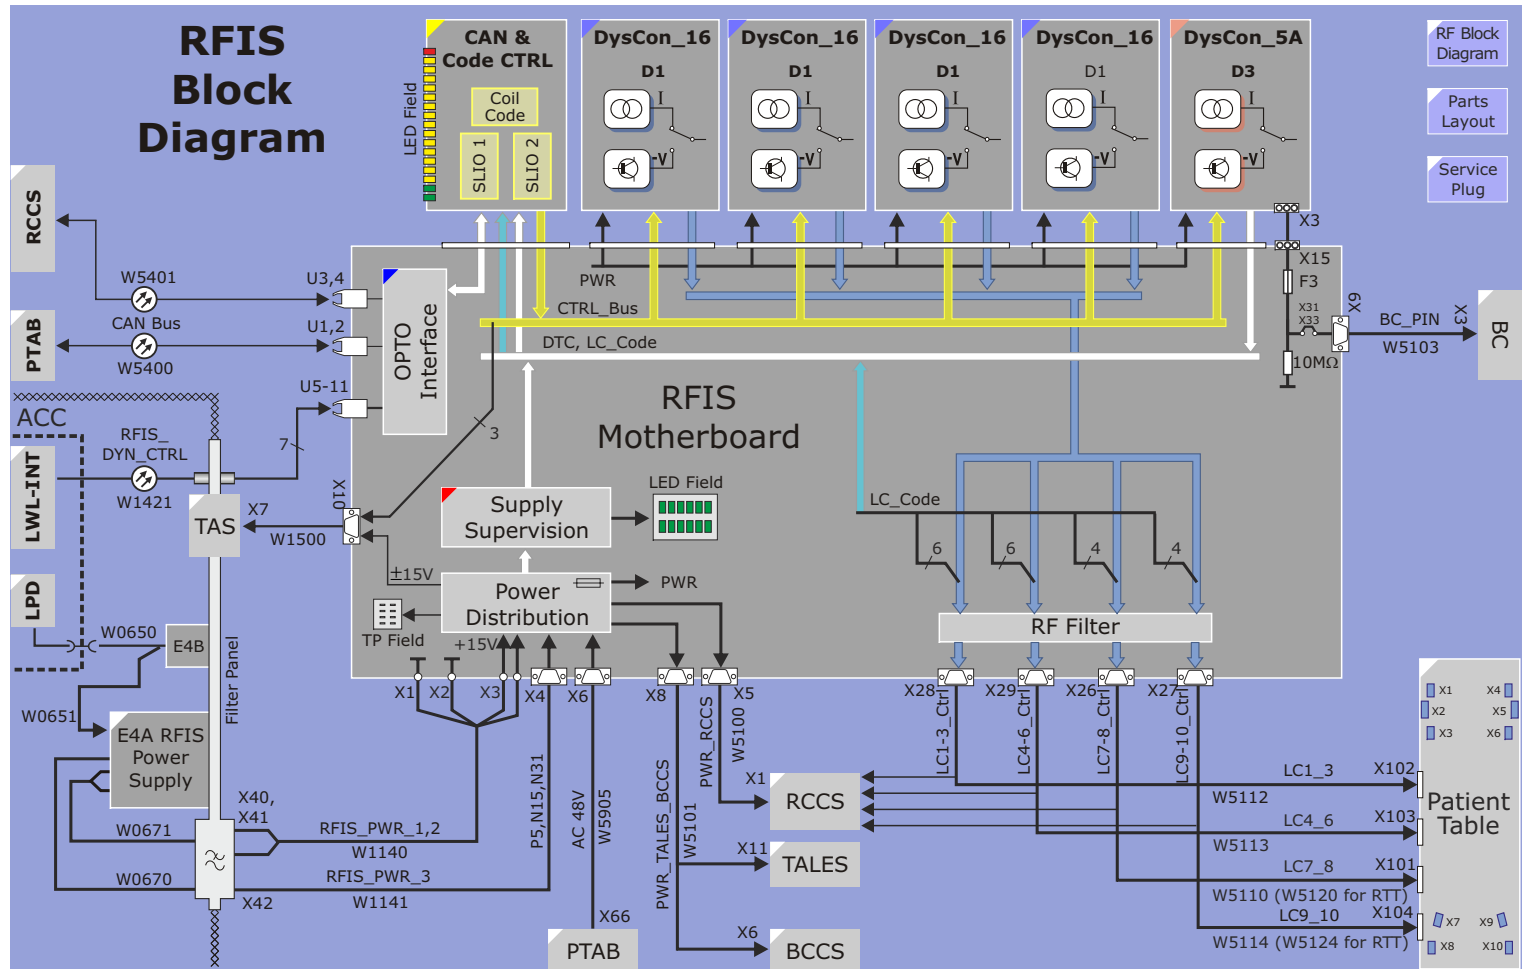 RFIS
Block
Diagram
CAN &
Code CTRL
Coil
Code
SLIO 1
SLIO 2
LED Field
DysCon_16
D1
I
-V
DysCon_16
D1
I
-V
DysCon_16
D1
I
-V
DysCon_16
D1
I
-V
DysCon_5A
D3
I
-V
RF Block
Diagram
Parts
Layout
Service
Plug
RCCS
PTAB
W5401
CAN Bus
W5400
U3,4
U1,2
U5-11
OPTO
Interface
PWR
CTRL_Bus
DTC, LC_Code
X3
X15
F3
X31
X33
10MΩ
X9
BC_PIN
W5103
X3
BC
ACC
LWL-INT
LPD
RFIS_
DYN_CTRL
W1421
7
3
TAS
X7
W1500
X10
±15V
RFIS
Motherboard
Supply
Supervision
LED Field
Power
Distribution
PWR
TP Field
+15V
LC_Code
6
6
4
4
RF Filter
W0650
E4B
W0651
Filter Panel
E4A RFIS
Power
Supply
X1
X2
X3
X4
X6
X8
X5
X28
X29
X26
X27
P5,N15,N31
AC 48V
W5905
PWR_TALES_BCCS
W5101
PWR_RCCS
W5100
LC1-3_Ctrl
LC4-6_Ctrl
LC7-8_Ctrl
LC9-10_Ctrl
X40,
X41
W0671
RFIS_PWR_1,2
W1140
W0670
RFIS_PWR_3
W1141
X42
X66
PTAB
X1
RCCS
X11
TALES
X6
BCCS
LC1_3
X102
W5112
LC4_6
X103
W5113
LC7_8
X101
W5110 (W5120 for RTT)
LC9_10
X104
W5114 (W5124 for RTT)
X1
X4
X2
X5
X3
X6
Patient
Table
X7
X9
X8
X10